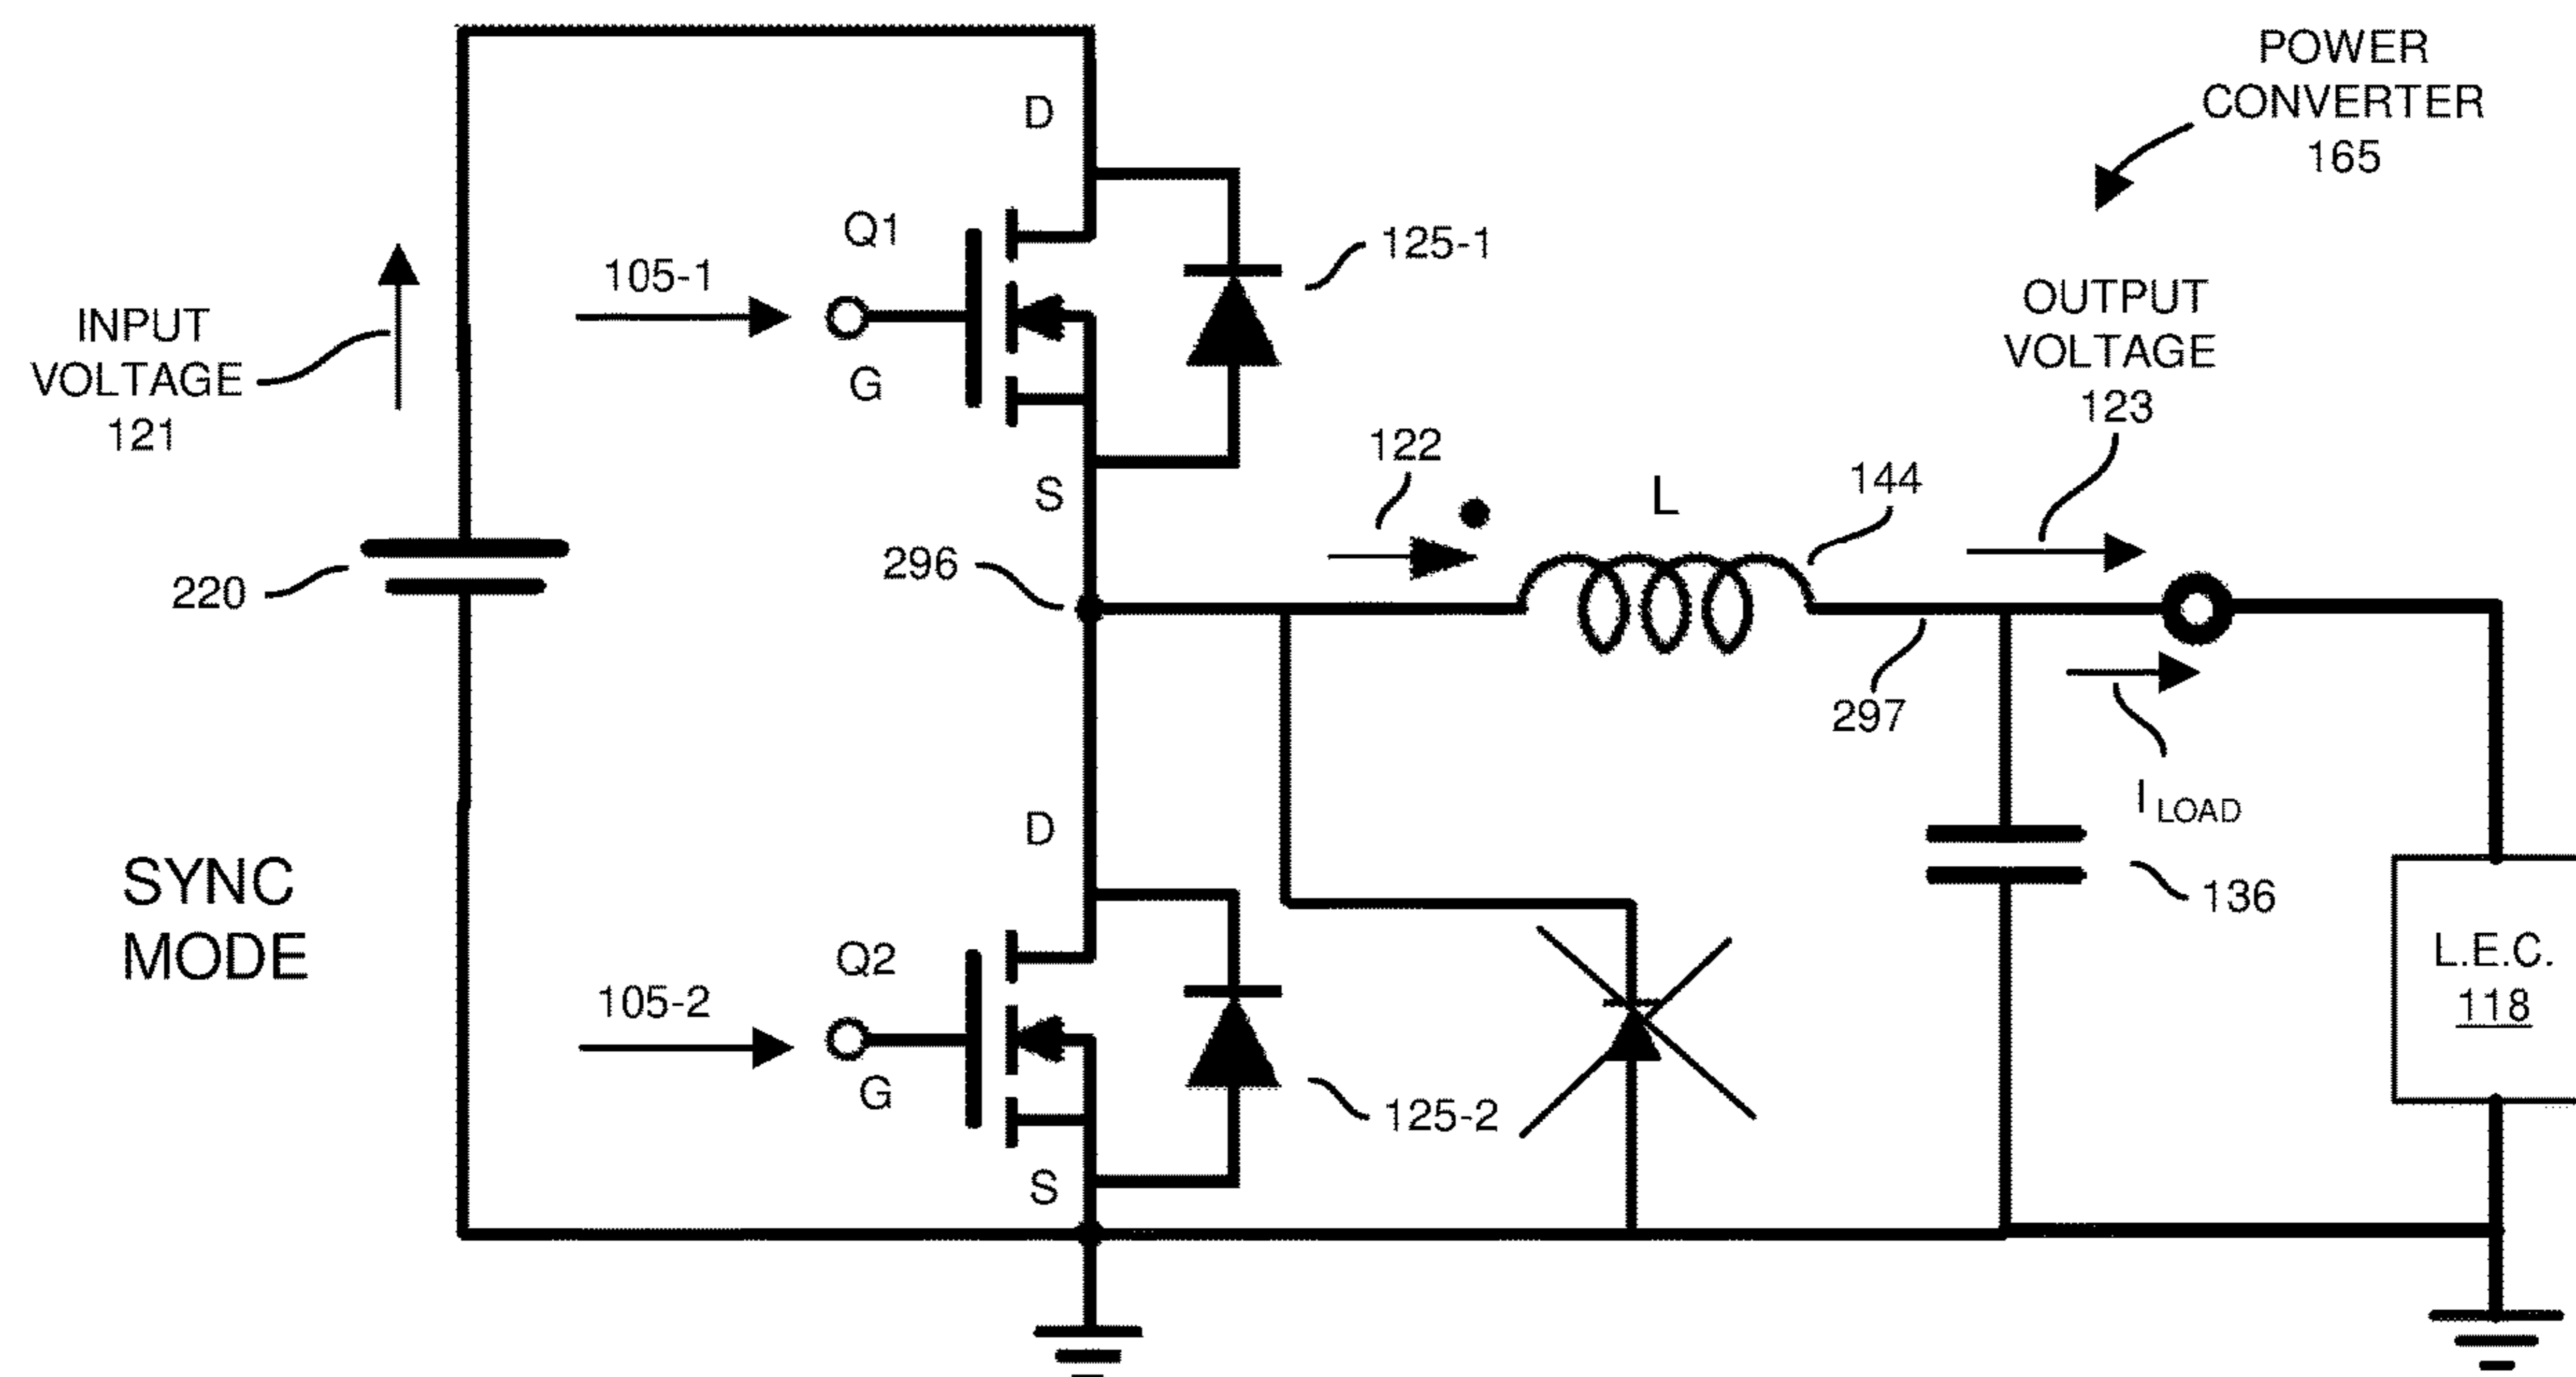 POWER
CONVERTER
165
D
Q1
125-1
105-1
INPUT
VOLTAGE
121
G
OUTPUT
VOLTAGE
123
122
S
L
144
296
220
297
I LOAD
D
SYNC
MODE
136
Q2
L.E.C.
118
105-2
G
125-2
S